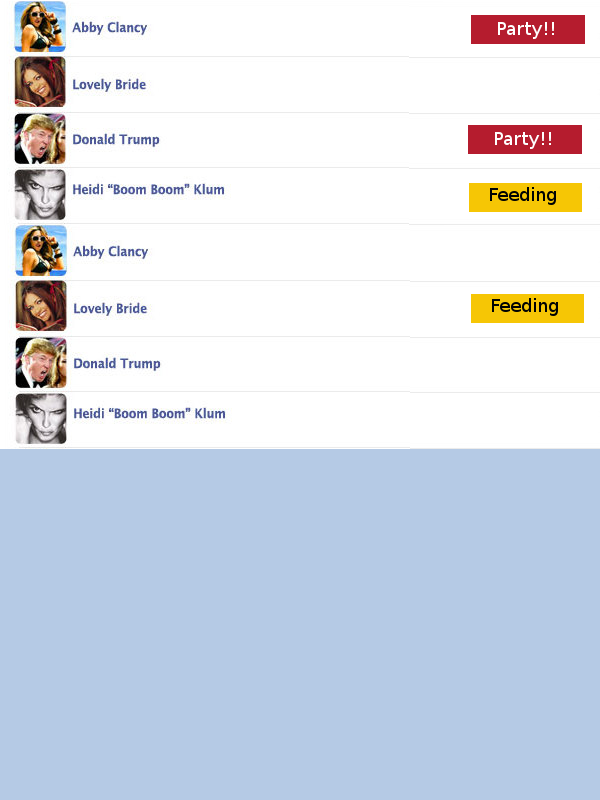 Abby Clancy Party!!
Lovely Bride
Donald Trump Party!!
Heidi “Boom Boom” Klum Feeding
Abby Clancy
Lovely Bride Feeding
Donald Trump
Heidi “Boom Boom” Klum